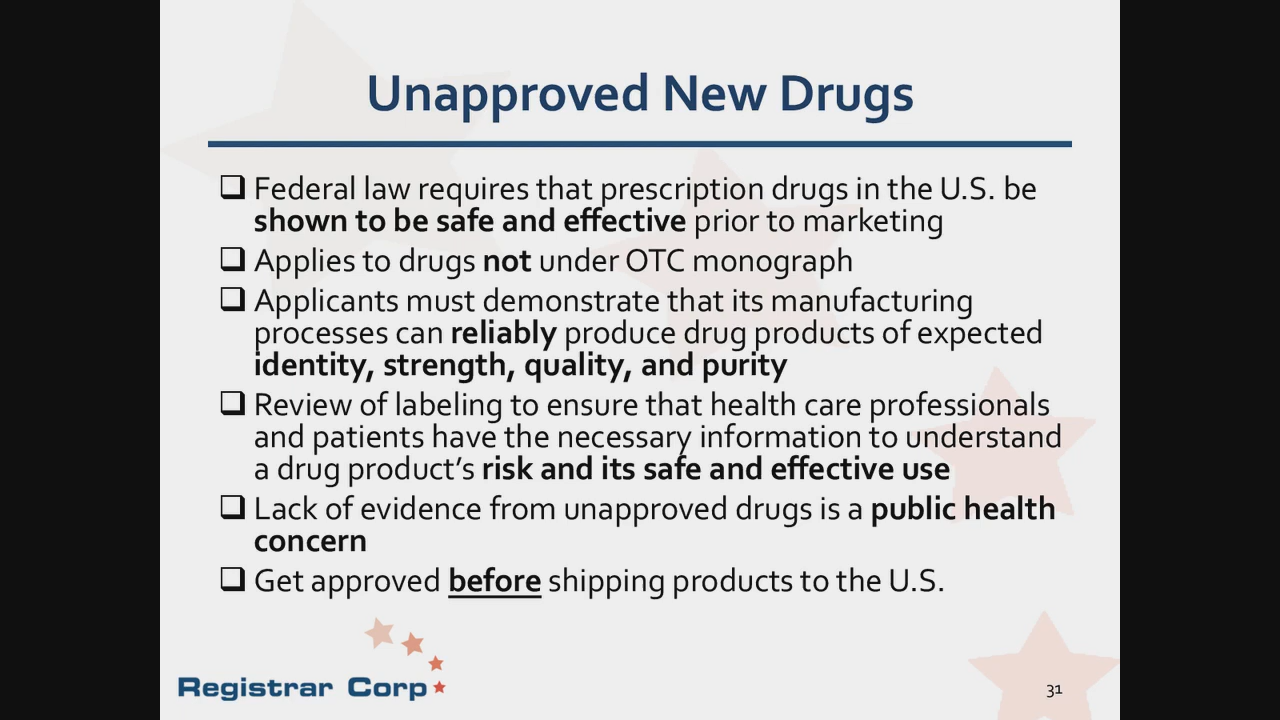 Unapproved New Drugs
❑ Federal law requires that prescription drugs in the U.S. be
shown to be safe and effective prior to marketing
❑ Applies to drugs not under OTC monograph
❑ Applicants must demonstrate that its manufacturing
processes can reliably produce drug products of expected
identity, strength, quality, and purity
❑ Review of labeling to ensure that health care professionals
and patients have the necessary information to understand
a drug product’s risk and its safe and effective use
❑ Lack of evidence from unapproved drugs is a public health
concern
❑ Get approved before shipping products to the U.S.
Registrar Corp
31